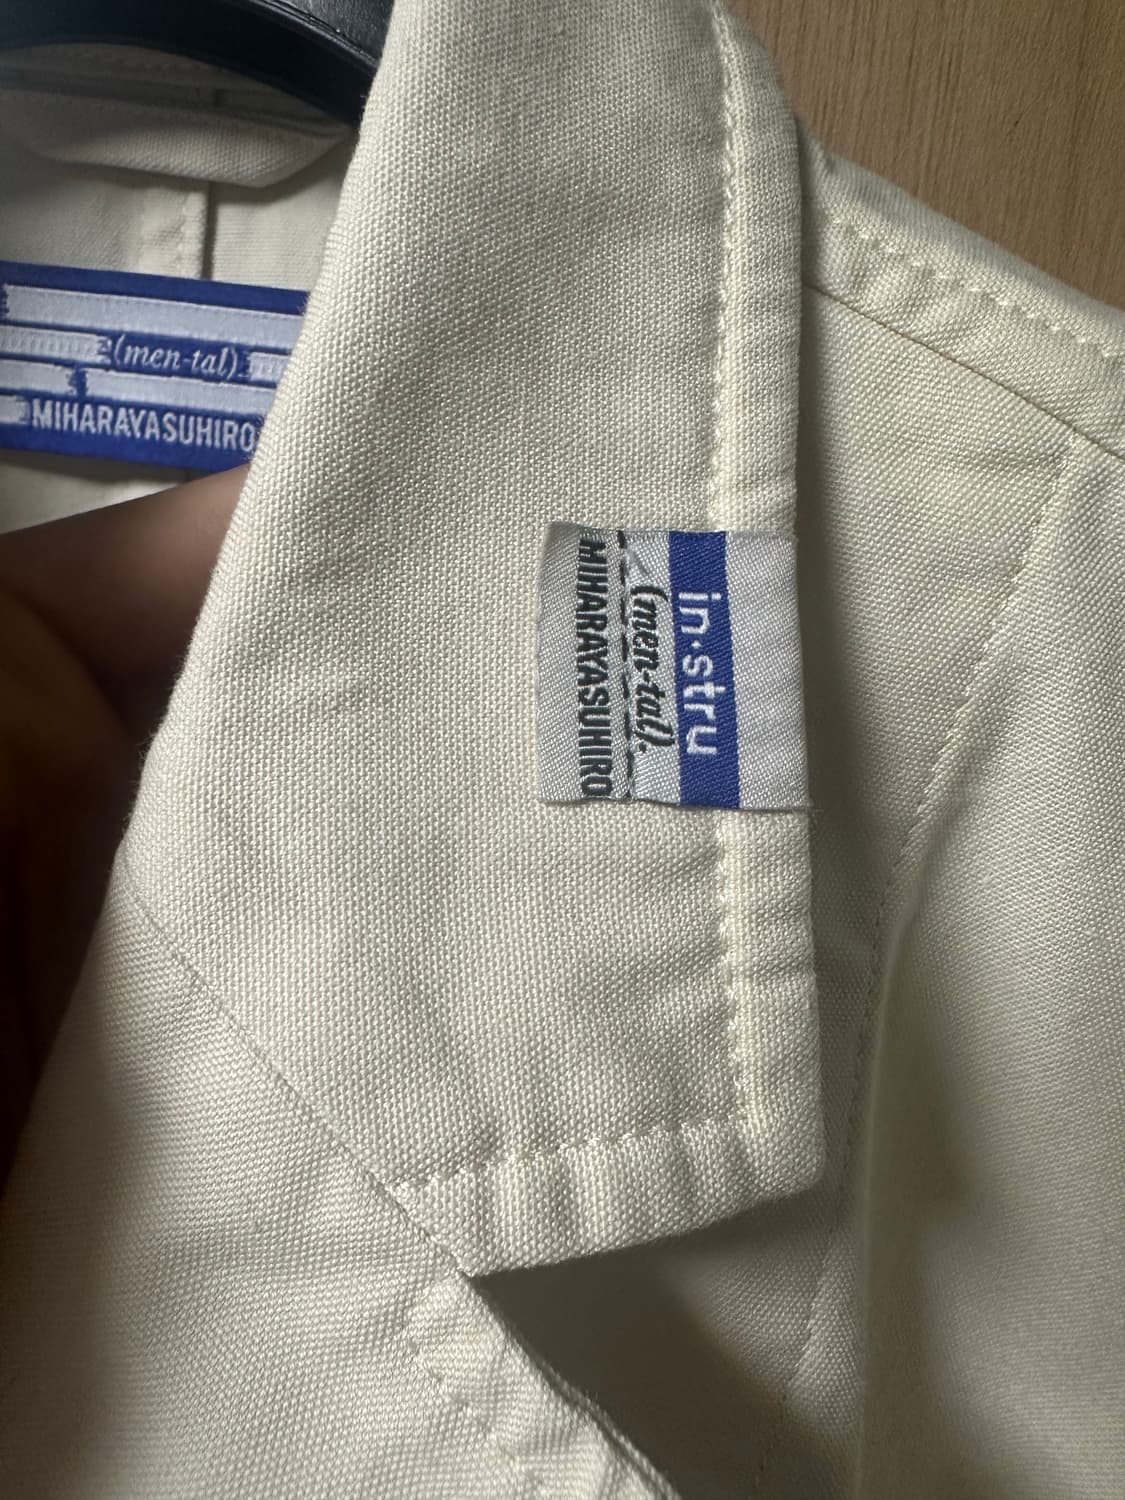 (men-tal).
MIHARAYASUHIRO
in·stru
(men-tal).
MIHARAYASUHIRO